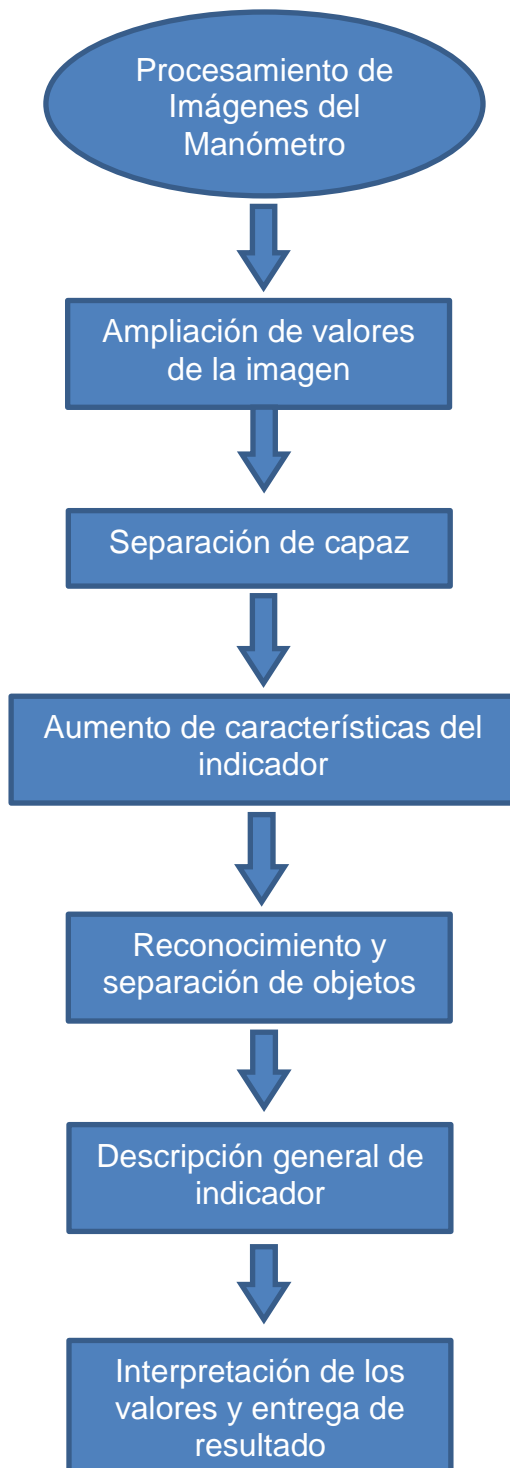 Procesamiento de
Imágenes del
Manómetro
Ampliación de valores
de la imagen
Separación de capaz
Aumento de características del
indicador
Reconocimiento y
separación de objetos
Descripción general de
indicador
Interpretación de los
valores y entrega de
resultado